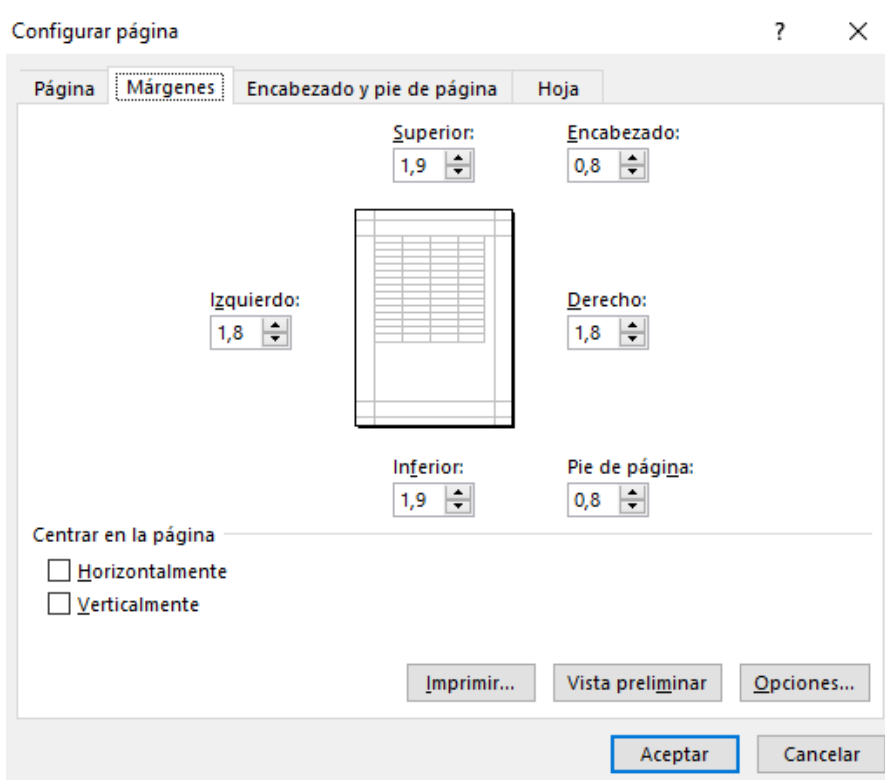 Configurar página ?
Página Márgenes Encabezado y pie de página Hoja
Superior: Encabezado:
1,9 0,8
Izquierdo: Derecho:
1,8 1,8
Inferior: Pie de página:
1,9 0,8
Centrar en la página
Horizontalmente
Verticalmente
Imprimir... Vista preliminar Opciones...
Aceptar Cancelar